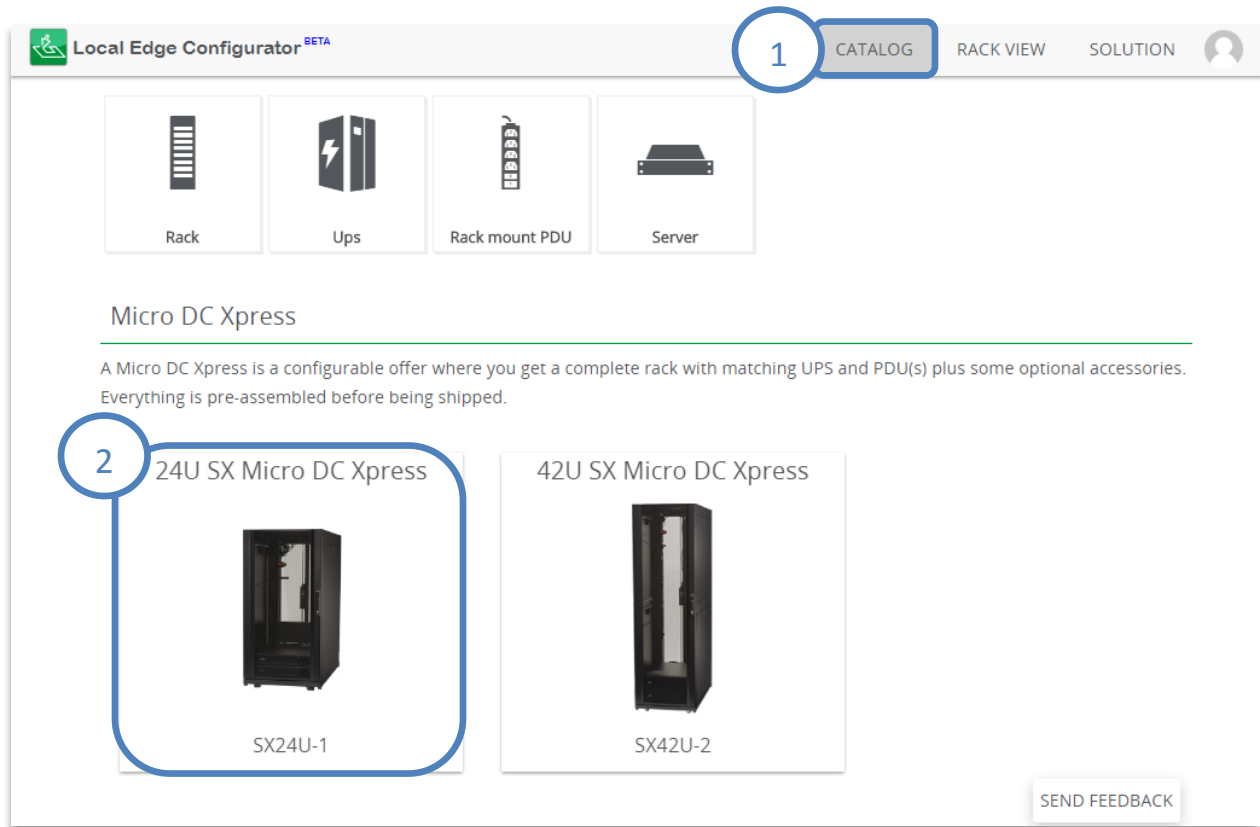 Local Edge Configurator BETA
1
CATALOG
RACK VIEW
SOLUTION
Rack
Ups
Rack mount PDU
Server
Micro DC Xpress
A Micro DC Xpress is a configurable offer where you get a complete rack with matching UPS and PDU(s) plus some optional accessories.
Everything is pre-assembled before being shipped.
2
24U SX Micro DC Xpress
SX24U-1
42U SX Micro DC Xpress
SX42U-2
SEND FEEDBACK